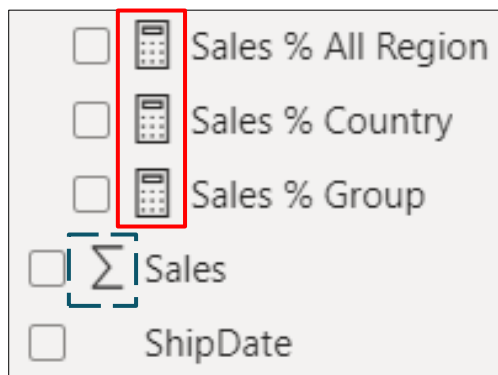 Sales % All Region
Sales % Country
Sales % Group
Σ Sales
ShipDate